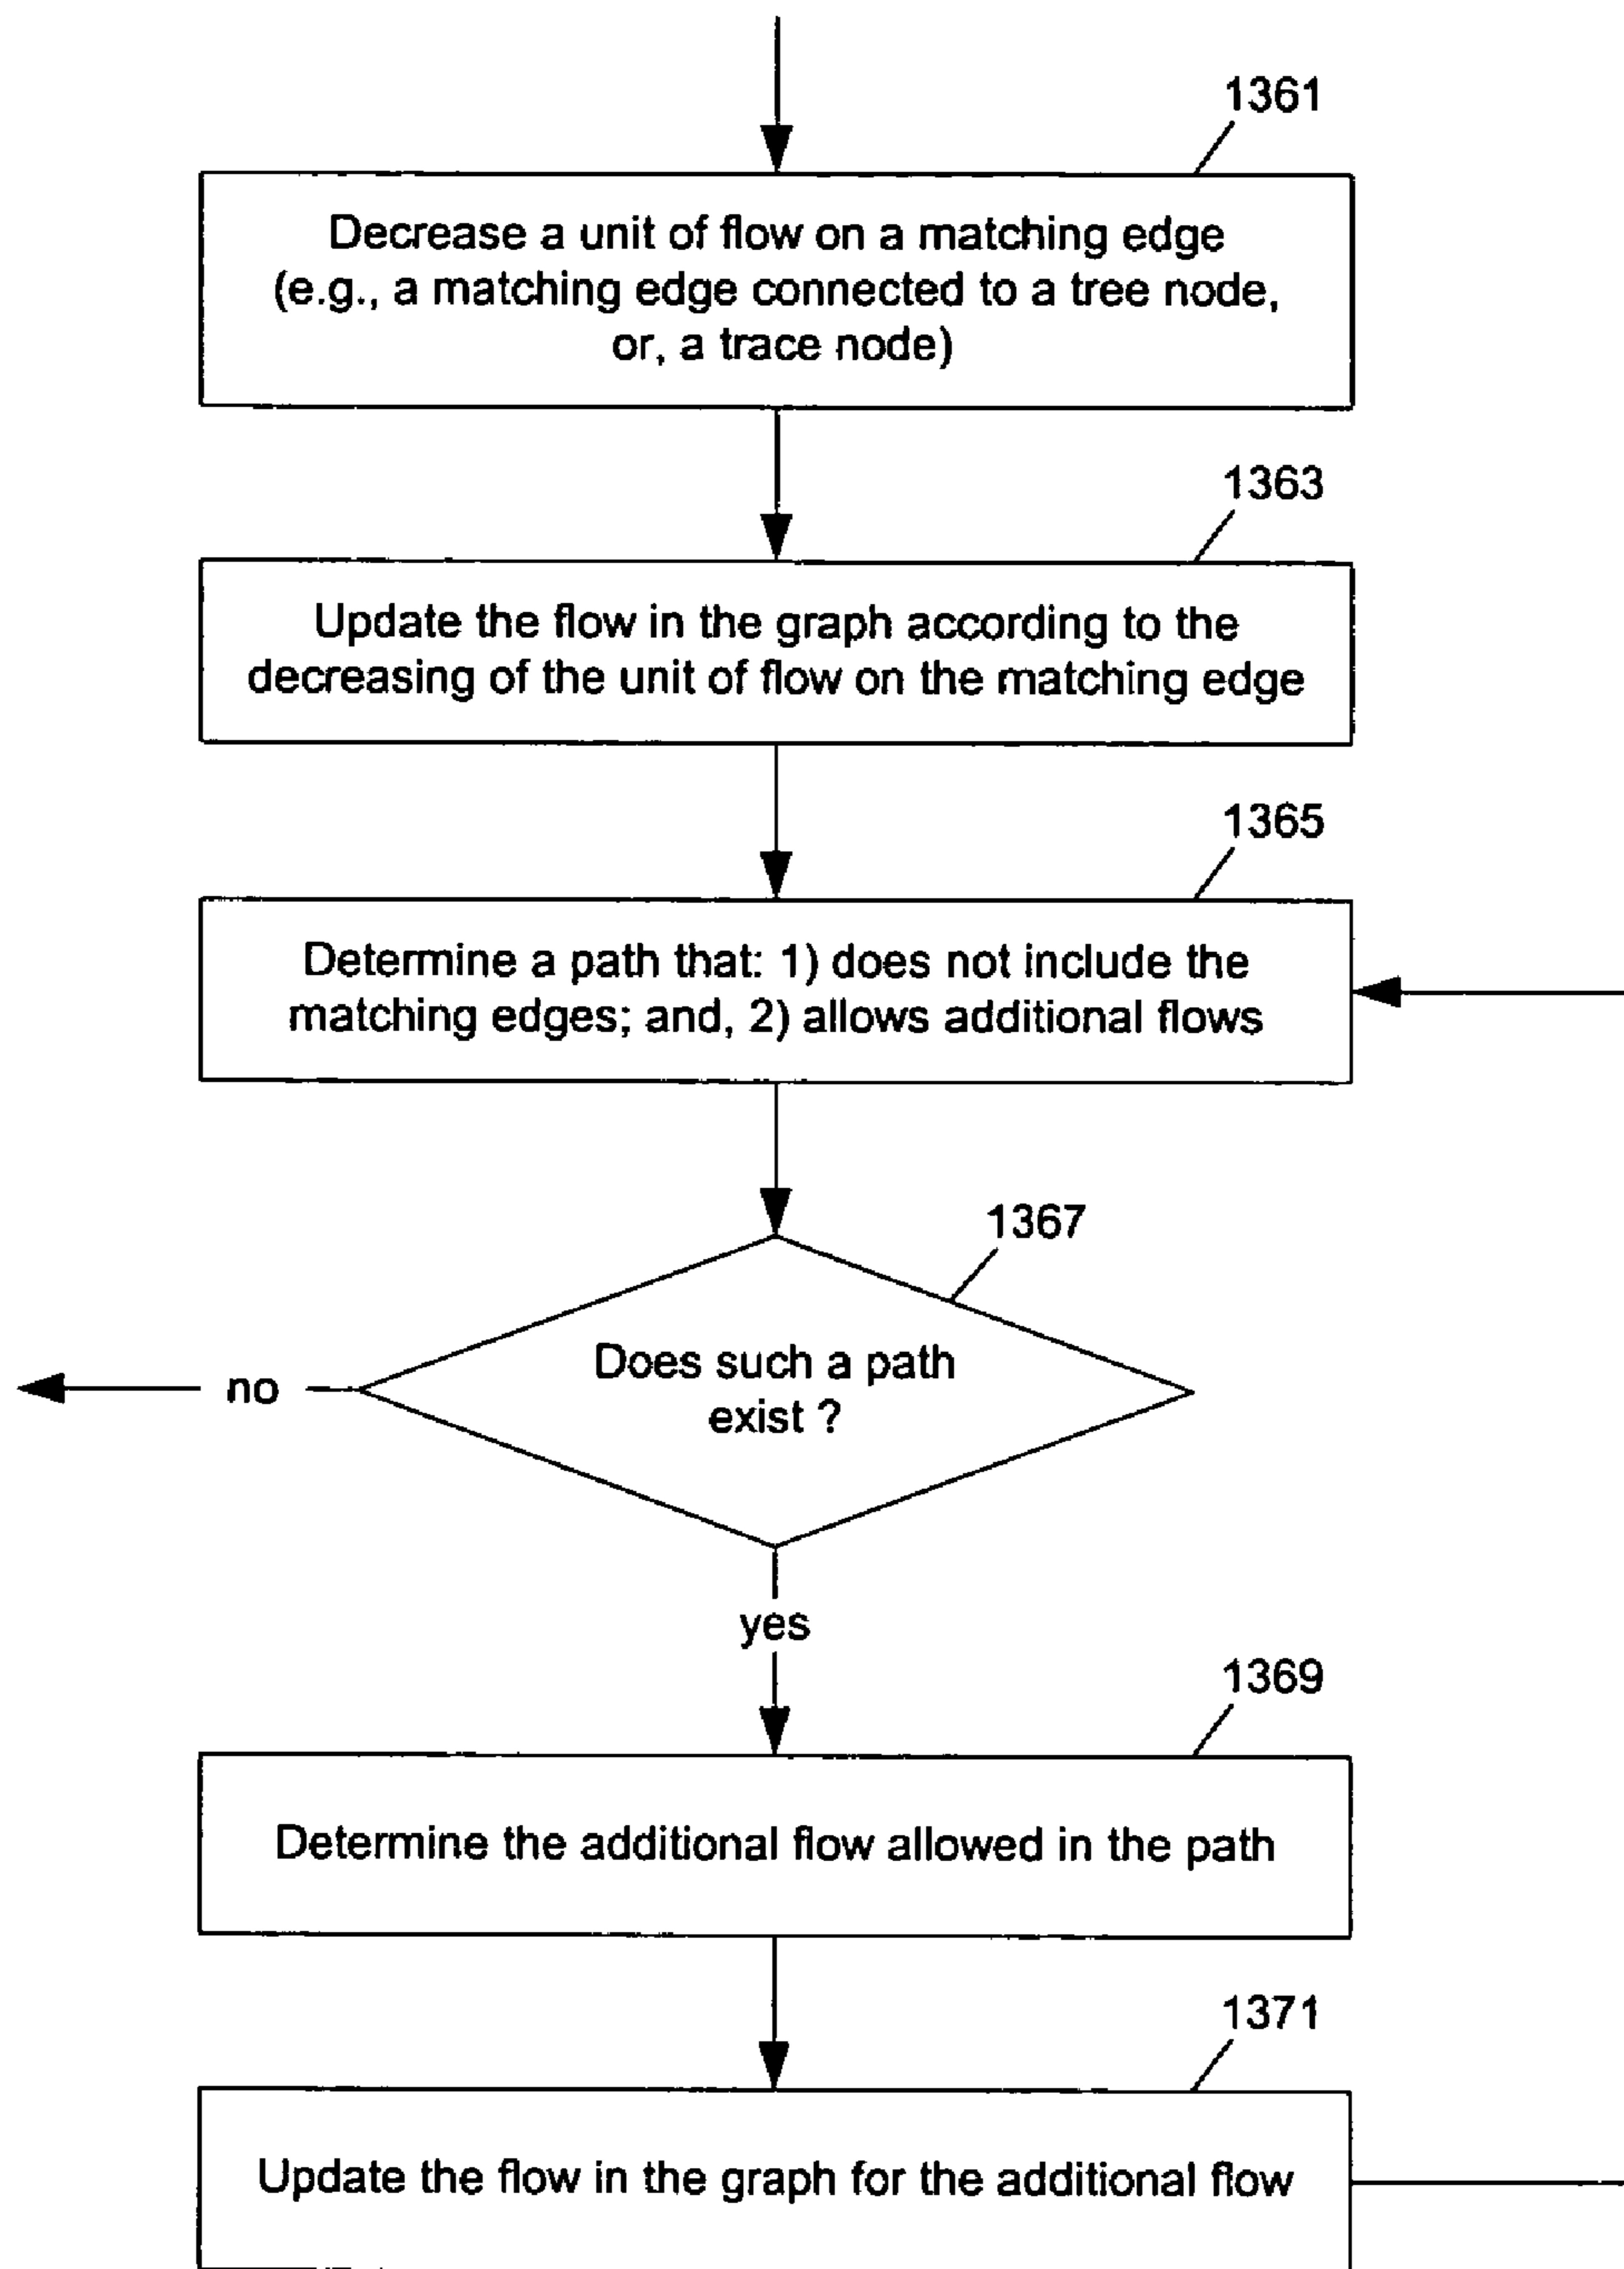 1361
Decrease a unit of flow on a matching edge
(e.g., a matching edge connected to a tree node,
or, a trace node)
1363
Update the flow in the graph according to the
decreasing of the unit of flow on the matching edge
1365
Determine a path that: 1) does not include the
matching edges; and, 2) allows additional flows
1367
Does such a path
exist ?
no
yes
1369
Determine the additional flow allowed in the path
1371
Update the flow in the graph for the additional flow